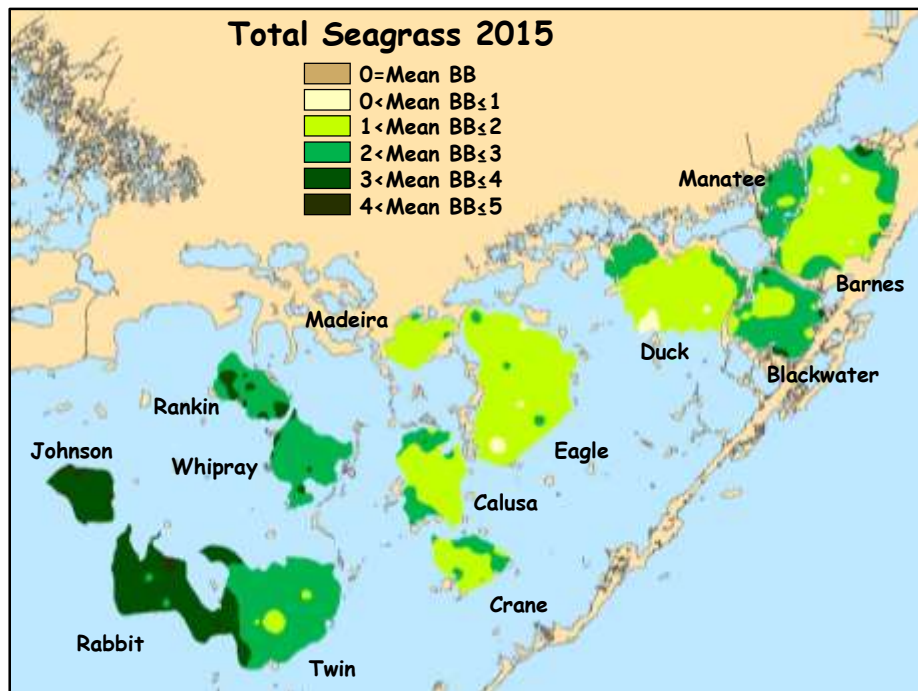 Total Seagrass 2015
0=Mean BB
0<Mean BB≤1
1<Mean BB≤2
2<Mean BB≤3
3<Mean BB≤4
4<Mean BB≤5
Manatee
Barnes
Madeira
Duck
Blackwater
Rankin
Johnson
Whipray
Eagle
Calusa
Crane
Rabbit
Twin